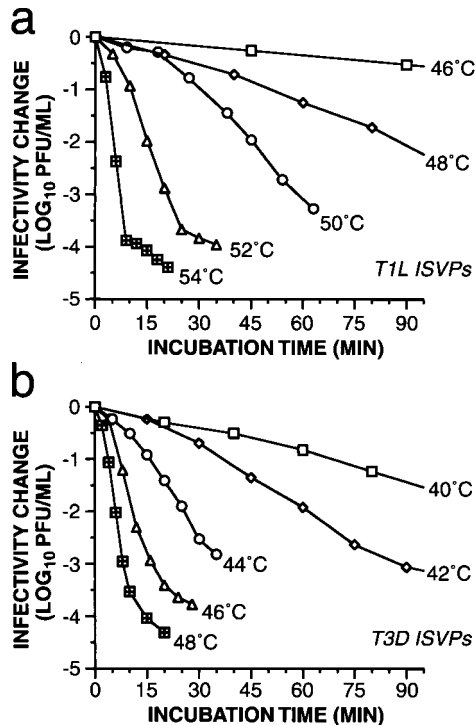 a
INFECTIVITY CHANGE
(LOG10 PFU/ML)
0
-1
-2
-3
-4
-5
46°C
48°C
50°C
52°C
54°C
T1L ISVPs
0 15 30 45 60 75 90
INCUBATION TIME (MIN)
b
INFECTIVITY CHANGE
(LOG10 PFU/ML)
0
-1
-2
-3
-4
-5
40°C
42°C
44°C
46°C
48°C
T3D ISVPs
0 15 30 45 60 75 90
INCUBATION TIME (MIN)